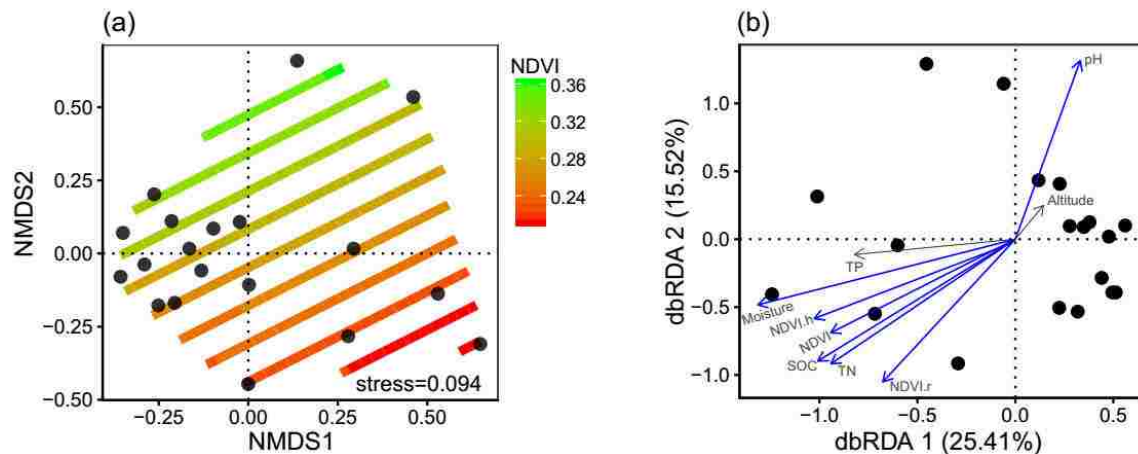 (a)
NMDS2
0.50
0.25
0.00
−0.25
−0.50
−0.25
0.00
0.25
0.50
NMDS1
stress=0.094
NDVI
0.36
0.32
0.28
0.24
(b)
dbRDA 2 (15.52%)
1.0
0.5
0.0
−0.5
−1.0
pH
Altitude
TP
Moisture
NDVI.h
NDVI
SOC
TN
NDVI.r
−1.0
−0.5
0.0
0.5
dbRDA 1 (25.41%)